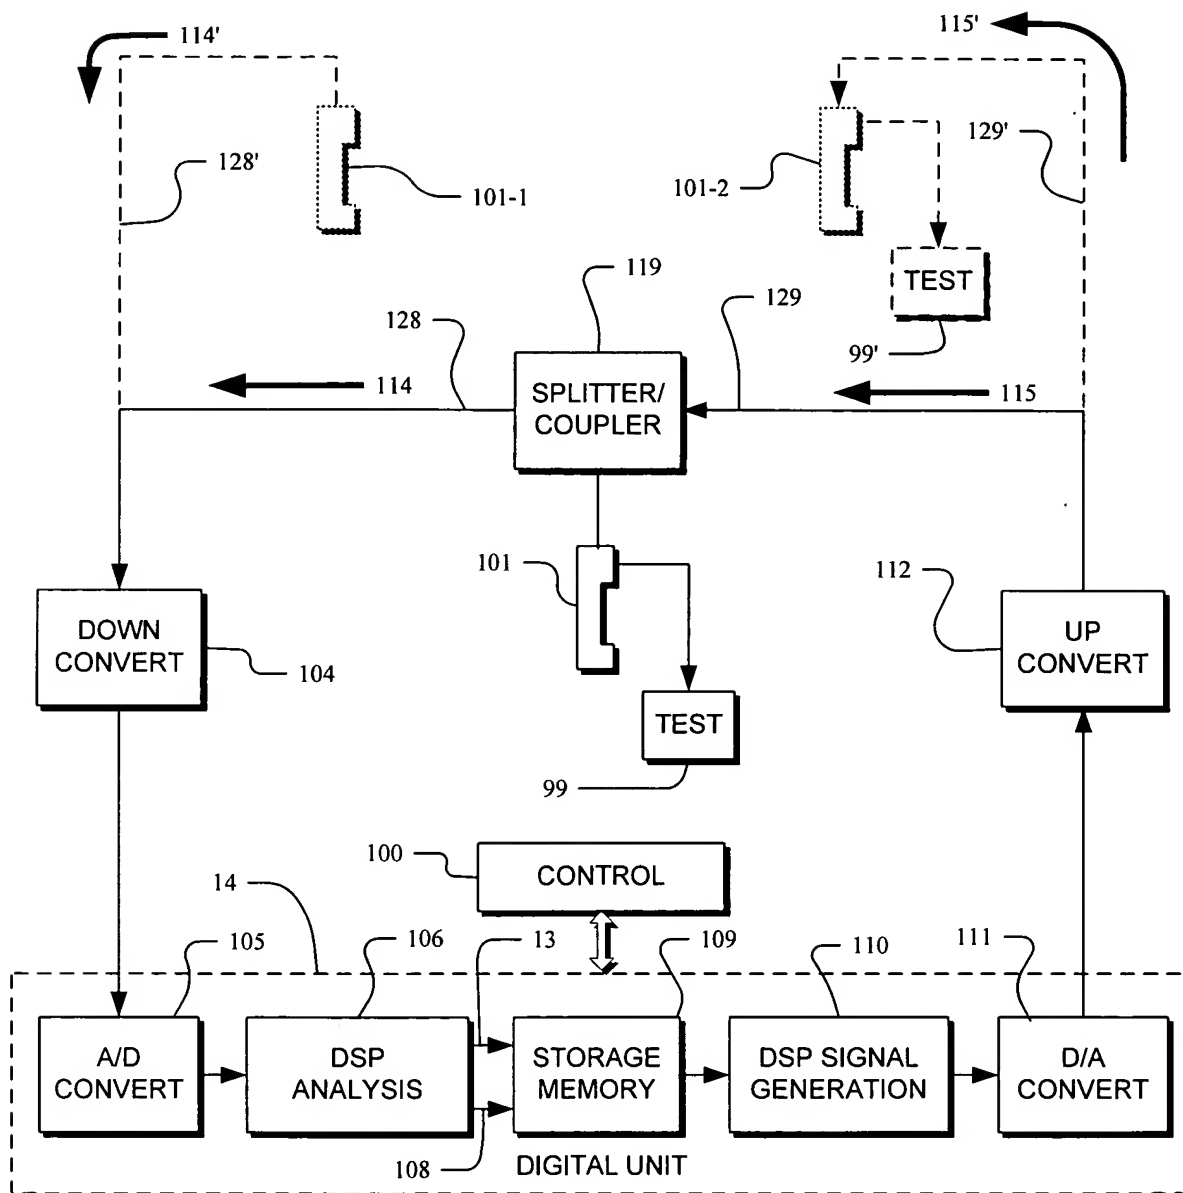 114'
115'
128'
101-1
101-2
129'
TEST
99'
119
128
129
114
SPLITTER/
COUPLER
115
101
112
DOWN
CONVERT
104
UP
CONVERT
TEST
99
100
CONTROL
14
105
106
13
109
110
111
A/D
CONVERT
DSP
ANALYSIS
STORAGE
MEMORY
DSP SIGNAL
GENERATION
D/A
CONVERT
108
DIGITAL UNIT